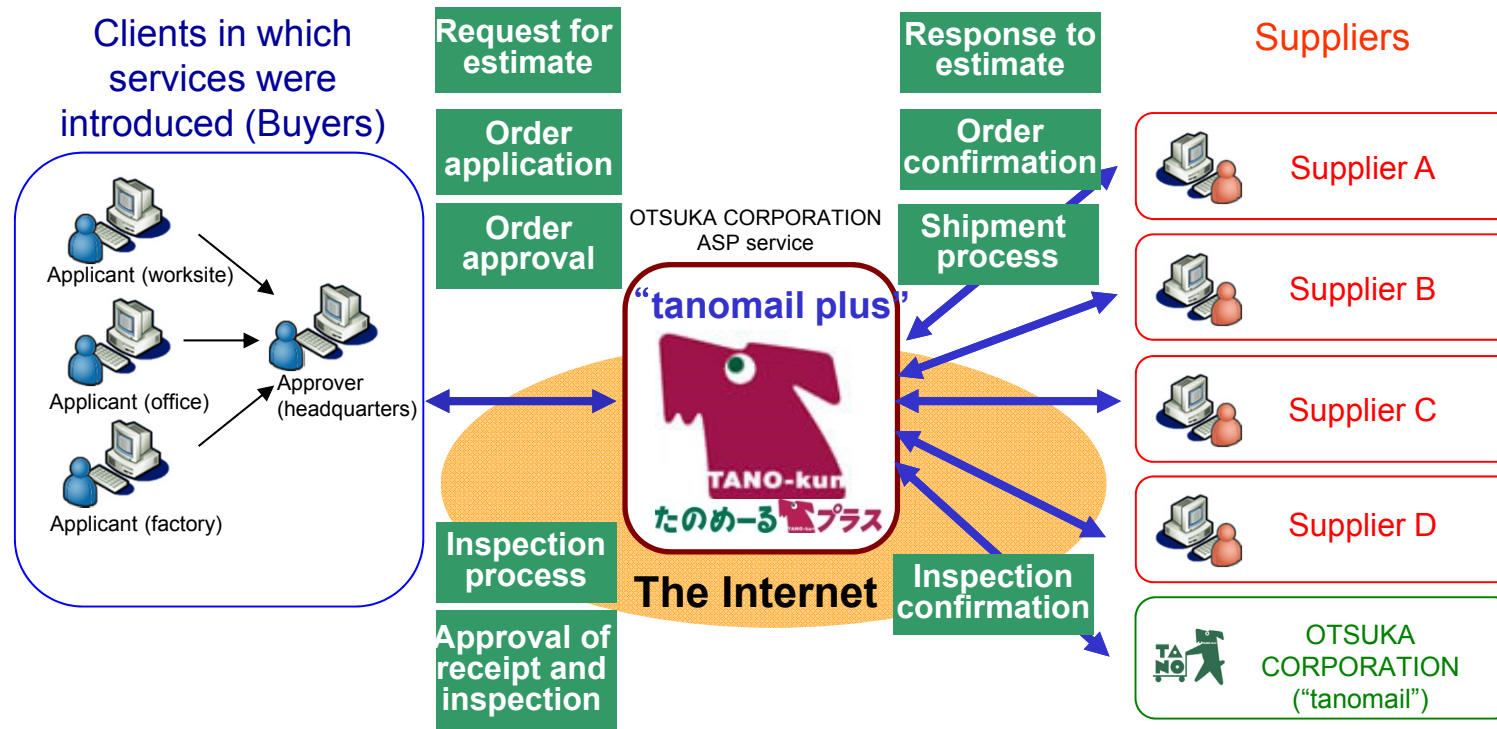 Clients in which
services were
introduced (Buyers)
Applicant (worksite)
Applicant (office)
Applicant (factory)
Approver
(headquarters)
Request for
estimate
Order
application
Order
approval
Inspection
process
Approval of
receipt and
inspection
OTSUKA CORPORATION
ASP service
“tanomail plus”
TANO-kun
たのめーる プラス
The Internet
Response to
estimate
Order
confirmation
Shipment
process
Inspection
confirmation
Suppliers
Supplier A
Supplier B
Supplier C
Supplier D
TA
NO
OTSUKA
CORPORATION
(“tanomail”)